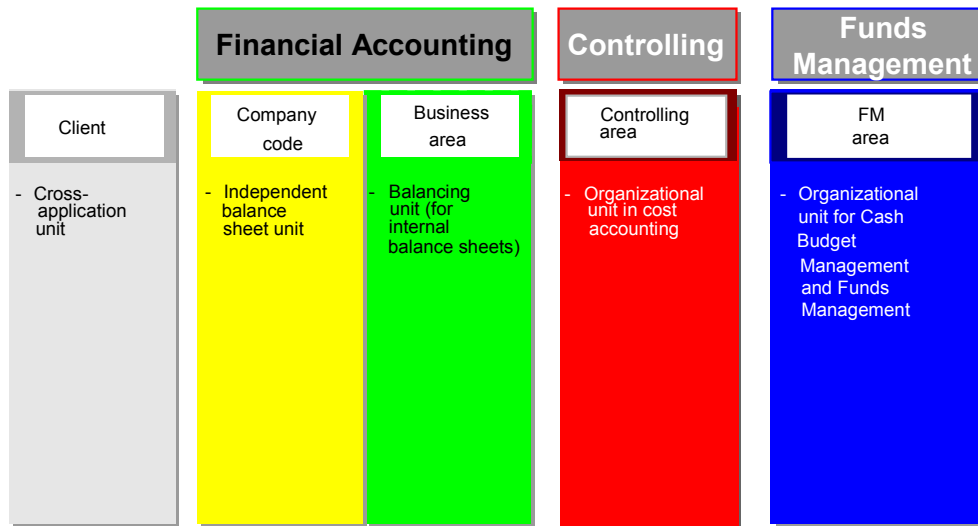 Financial Accounting
Controlling
Funds
Management
Client
Company
code
Business
area
Controlling
area
FM
area
- Cross-
application
unit
- Independent
balance
sheet unit
- Balancing
unit (for
internal
balance sheets)
- Organizational
unit in cost
accounting
- Organizational
unit for Cash
Budget
Management
and Funds
Management